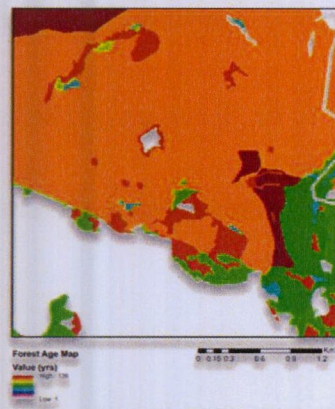 Forest Age Map
Value (yrs)
High : 136
Low : 1
0 0.15 0.3 0.6 0.9 1.2
Km